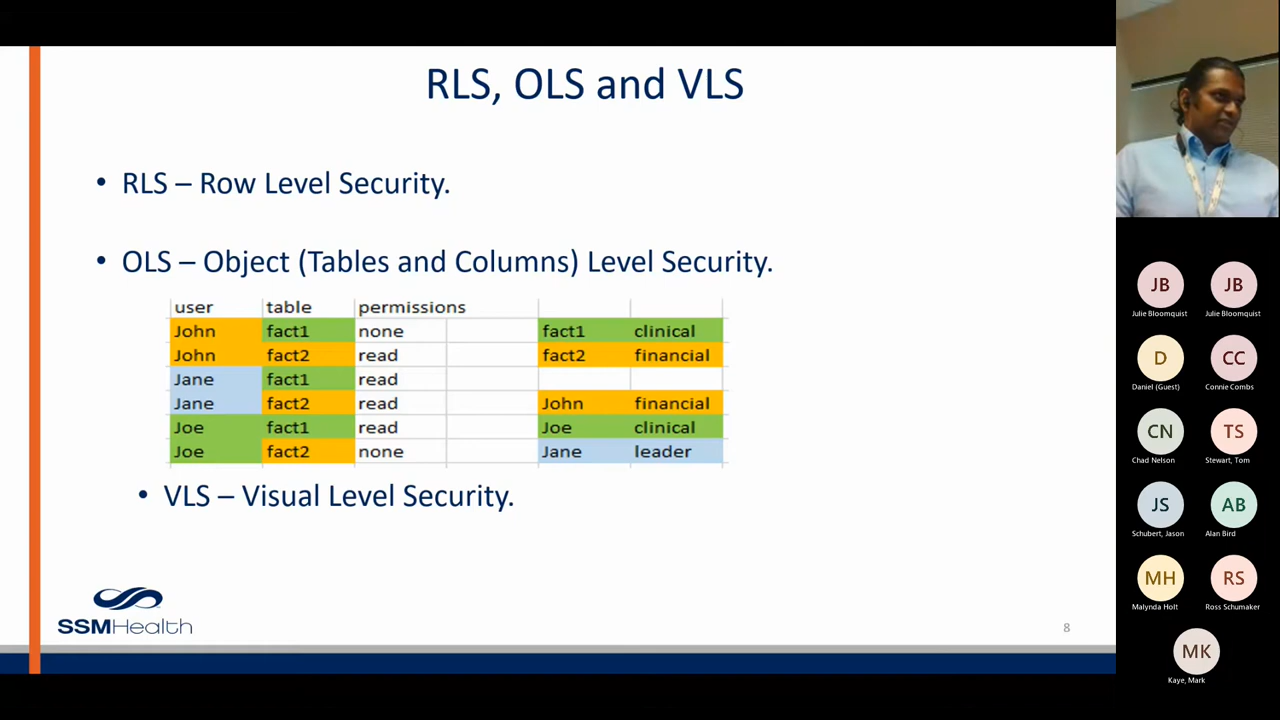 RLS, OLS and VLS
• RLS – Row Level Security.
• OLS – Object (Tables and Columns) Level Security.
user table permissions
John fact1 none fact1 clinical
John fact2 read fact2 financial
Jane fact1 read
Jane fact2 read John financial
Joe fact1 read Joe clinical
Joe fact2 none Jane leader
• VLS – Visual Level Security.
SSMHealth
8
JB JB
Julie Bloomquist Julie Bloomquist
D CC
Daniel (Guest) Connie Combs
CN TS
Chad Nelson Stewart, Tom
JS AB
Schubert, Jason Alan Bird
MH RS
Malynda Holt Ross Schumaker
MK
Kaye, Mark